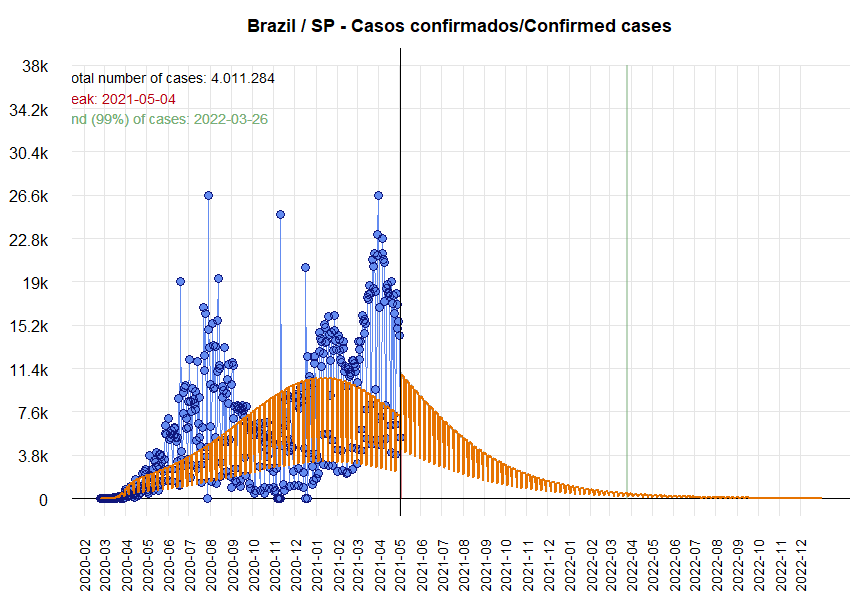 Brazil / SP - Casos confirmados/Confirmed cases
38k
otal number of cases: 4.011.284
eak: 2021-05-04
34.2k
nd (99%) of cases: 2022-03-26
30.4k
26.6k
22.8k
19k
15.2k
11.4k
7.6k
3.8k
0
2020-02
2020-03
2020-04
2020-05
2020-06
2020-07
2020-08
2020-09
2020-10
2020-11
2020-12
2021-01
2021-02
2021-03
2021-04
2021-05
2021-06
2021-07
2021-08
2021-09
2021-10
2021-11
2021-12
2022-01
2022-02
2022-03
2022-04
2022-05
2022-06
2022-07
2022-08
2022-09
2022-10
2022-11
2022-12